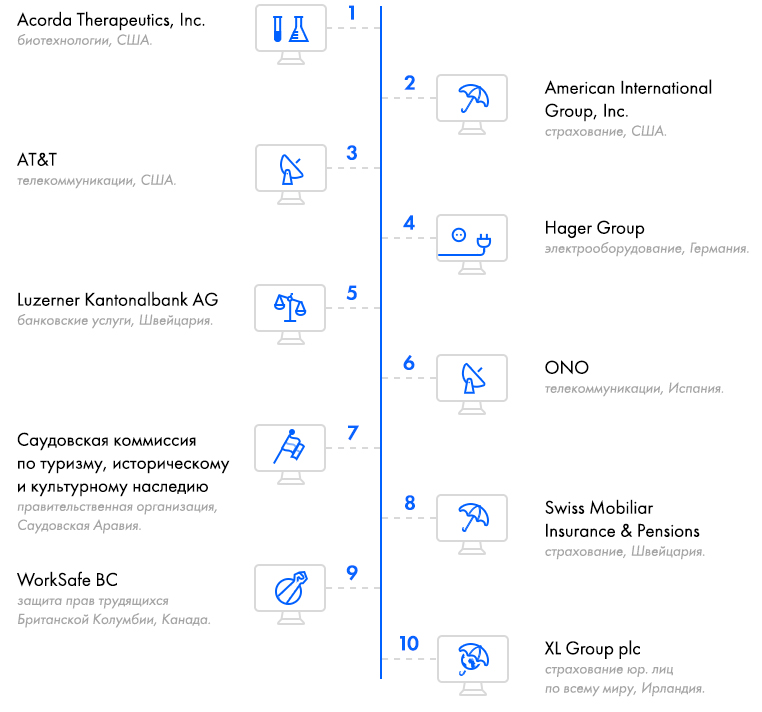 Acorda Therapeutics, Inc.
биотехнологии, США.
1
2
American International
Group, Inc.
страхование, США.
AT&T
телекоммуникации, США.
3
4
Hager Group
электрооборудование, Германия.
Luzerner Kantonalbank AG
банковские услуги, Швейцария.
5
6
ONO
телекоммуникации, Испания.
Саудовская коммиссия
по туризму, историческому
и культурному наследию
правительственная организация,
Саудовская Аравия.
7
8
Swiss Mobiliar
Insurance & Pensions
страхование, Швейцария.
WorkSafe BC
защита прав трудящихся
Британской Колумбии, Канада.
9
10
XL Group plc
страхование юр. лиц
по всему миру, Ирландия.